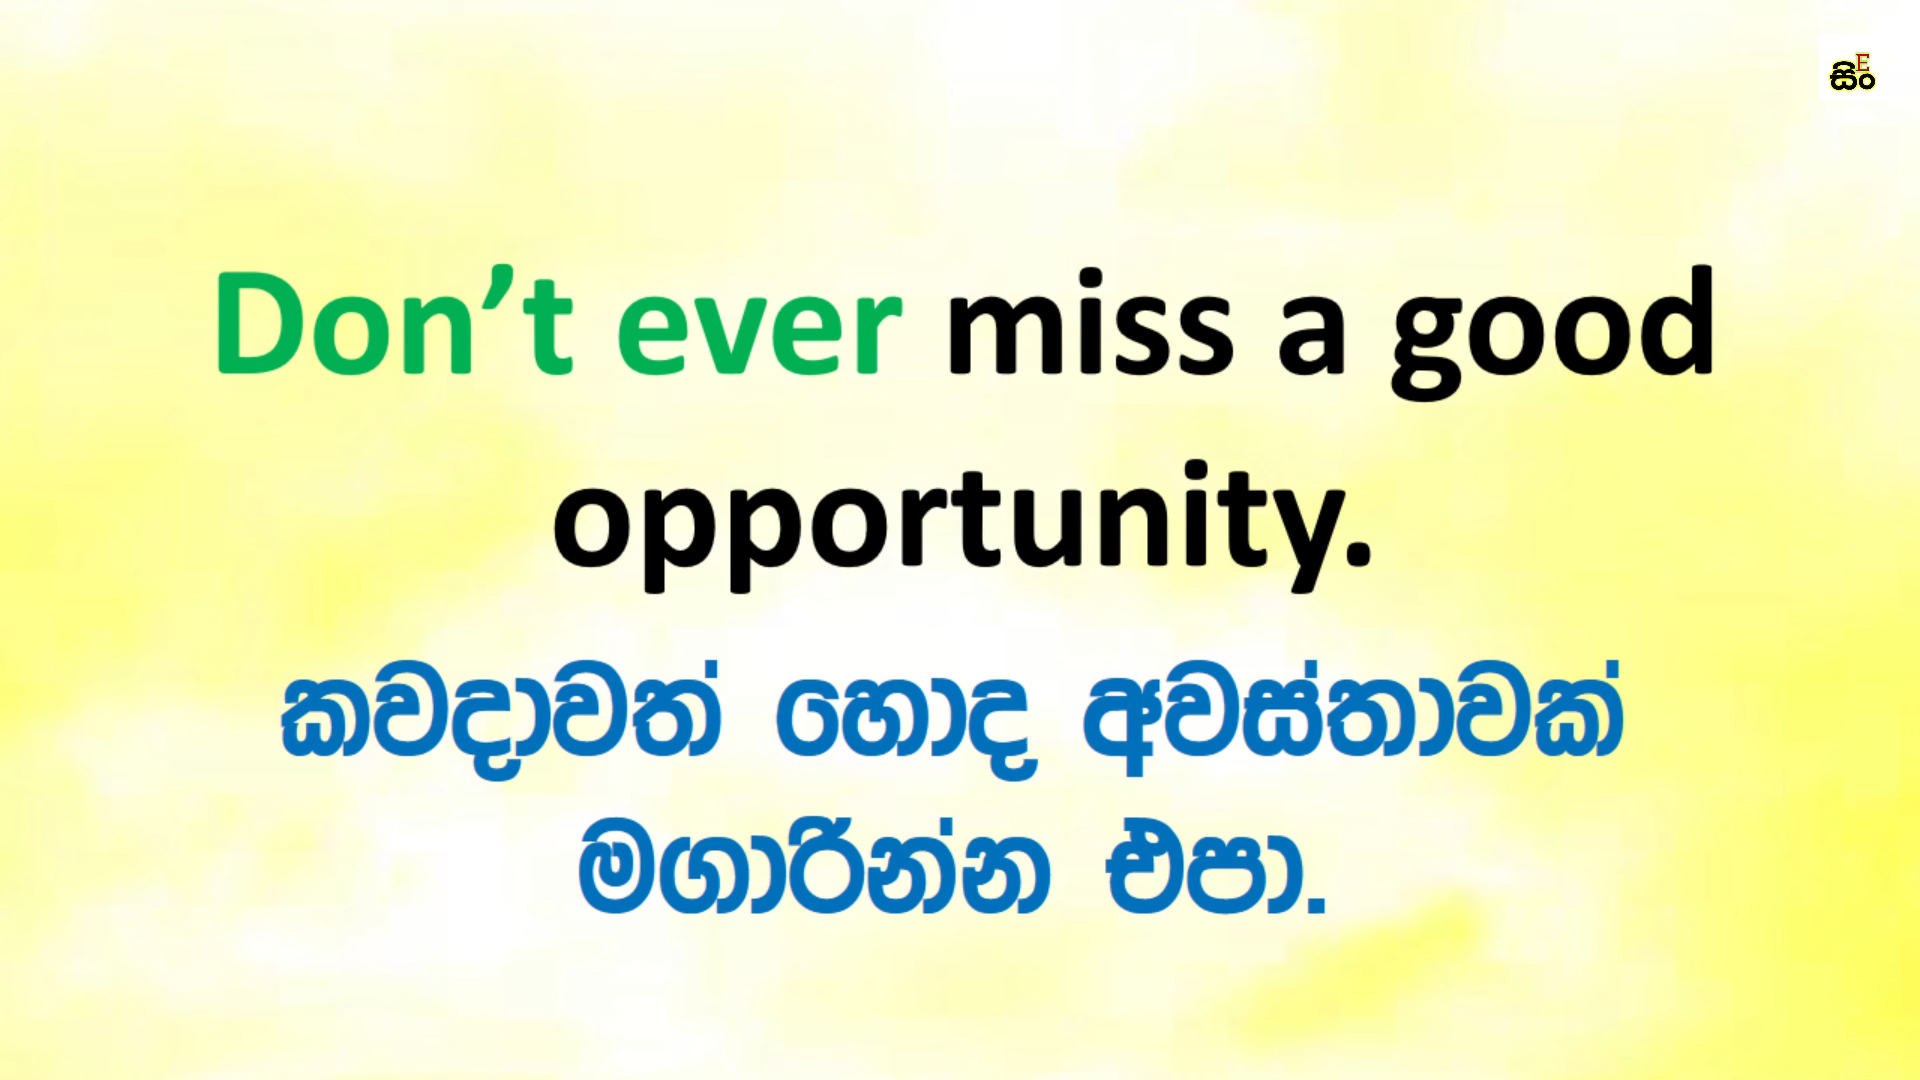 සිංE
Don’t ever miss a good
opportunity.
කවදාවත් හොද අවස්තාවක්
මගාරින්න එපා.